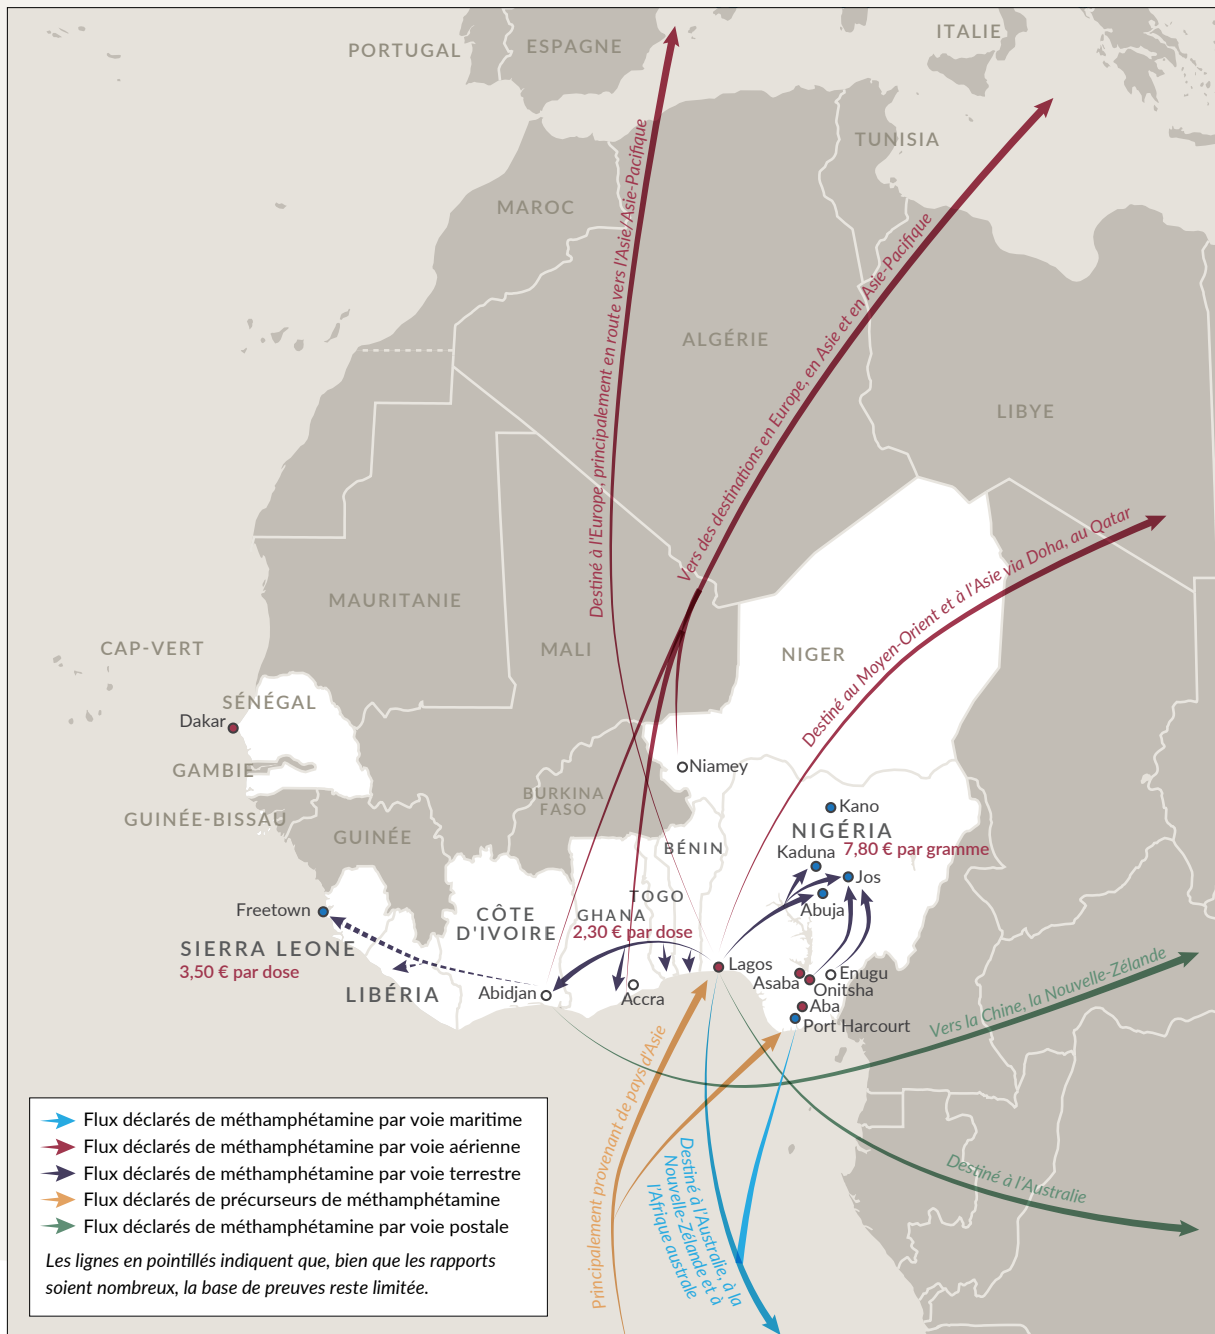 PORTUGAL
ESPAGNE
ITALIE
TUNISIA
MAROC
ALGÉRIE
LIBYE
Destiné à l'Europe, principalement en route vers l'Asie/Asie-Pacifique
Vers des destinations en Europe, en Asie et en Asie-Pacifique
Destiné au Moyen-Orient et à l'Asie via Doha, au Qatar
MAURITANIE
CAP-VERT
MALI
NIGER
SÉNÉGAL
Dakar
GAMBIE
Niamey
BURKINA
FASO
GUINÉE-BISSAU
GUINÉE
Kano
NIGÉRIA
7,80 € par gramme
BÉNIN
Kaduna
Jos
Abuja
TOGO
Freetown
CÔTE
D'IVOIRE
GHANA
2,30 € par dose
SIERRA LEONE
3,50 € par dose
Lagos
Asaba
Enugu
Onitsha
LIBÉRIA
Abidjan
Accra
Aba
Port Harcourt
Vers la Chine, la Nouvelle-Zélande
Principalement provenant de pays d'Asie
Destiné à l'Australie, à la
Nouvelle-Zélande et à
l'Afrique australe
Destiné à l'Australie
Flux déclarés de méthamphétamine par voie maritime
Flux déclarés de méthamphétamine par voie aérienne
Flux déclarés de méthamphétamine par voie terrestre
Flux déclarés de précurseurs de méthamphétamine
Flux déclarés de méthamphétamine par voie postale
Les lignes en pointillés indiquent que, bien que les rapports
soient nombreux, la base de preuves reste limitée.